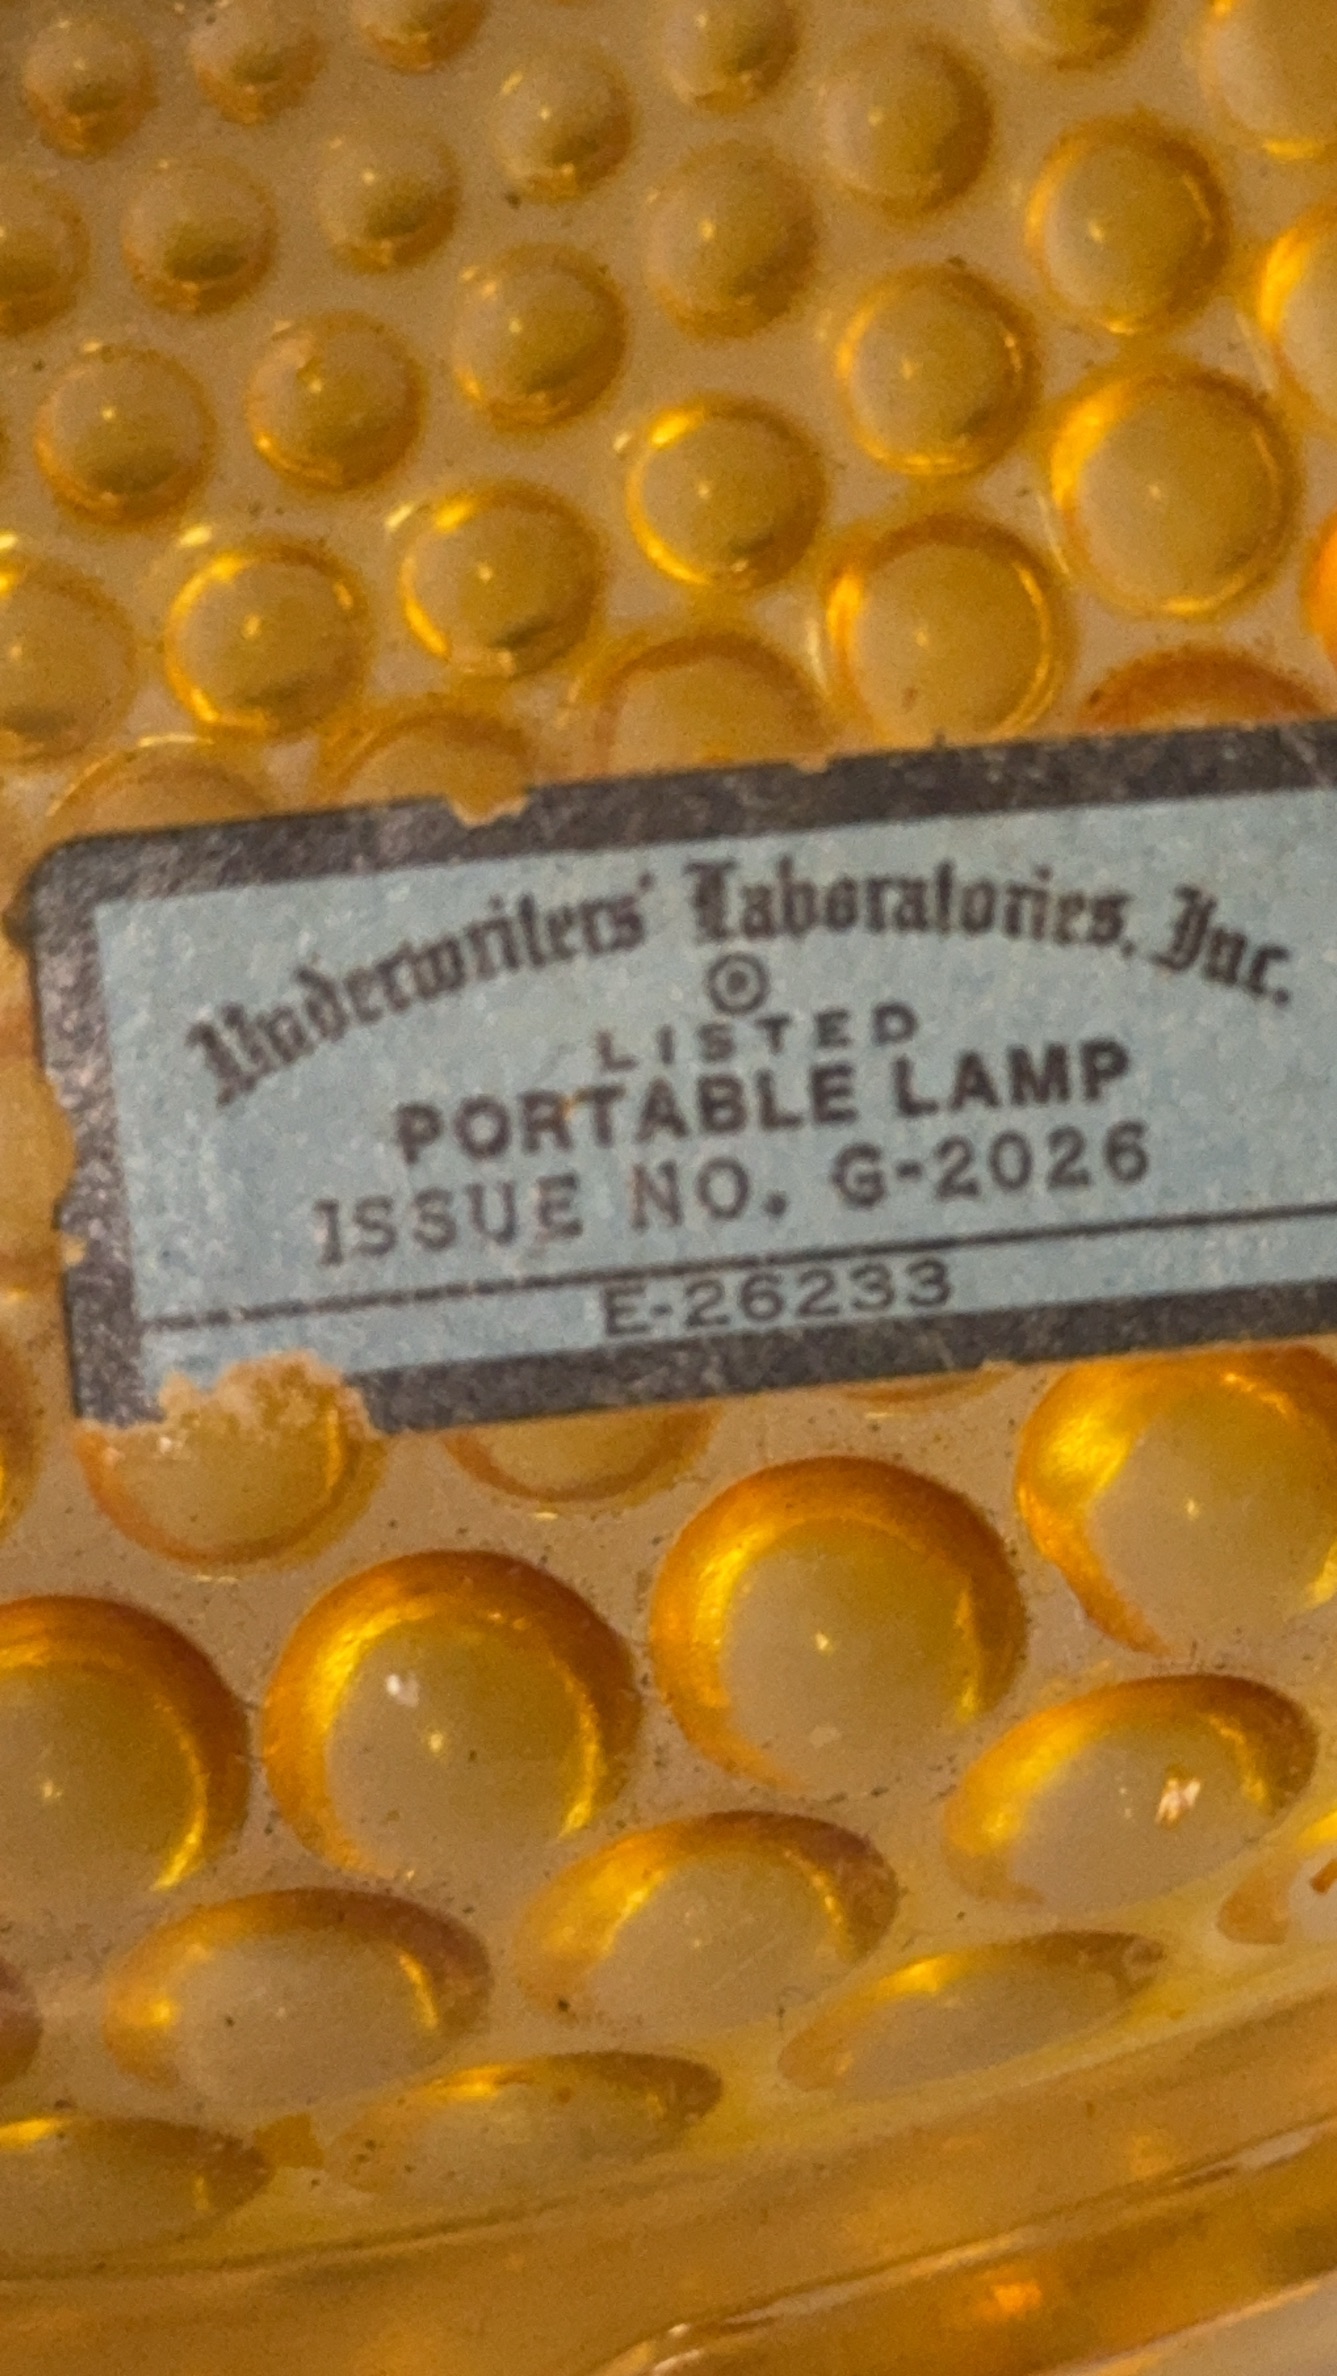 Underwriters' Laboratories, Inc.
®
LISTED
PORTABLE LAMP
ISSUE NO. G-2026
E-26233